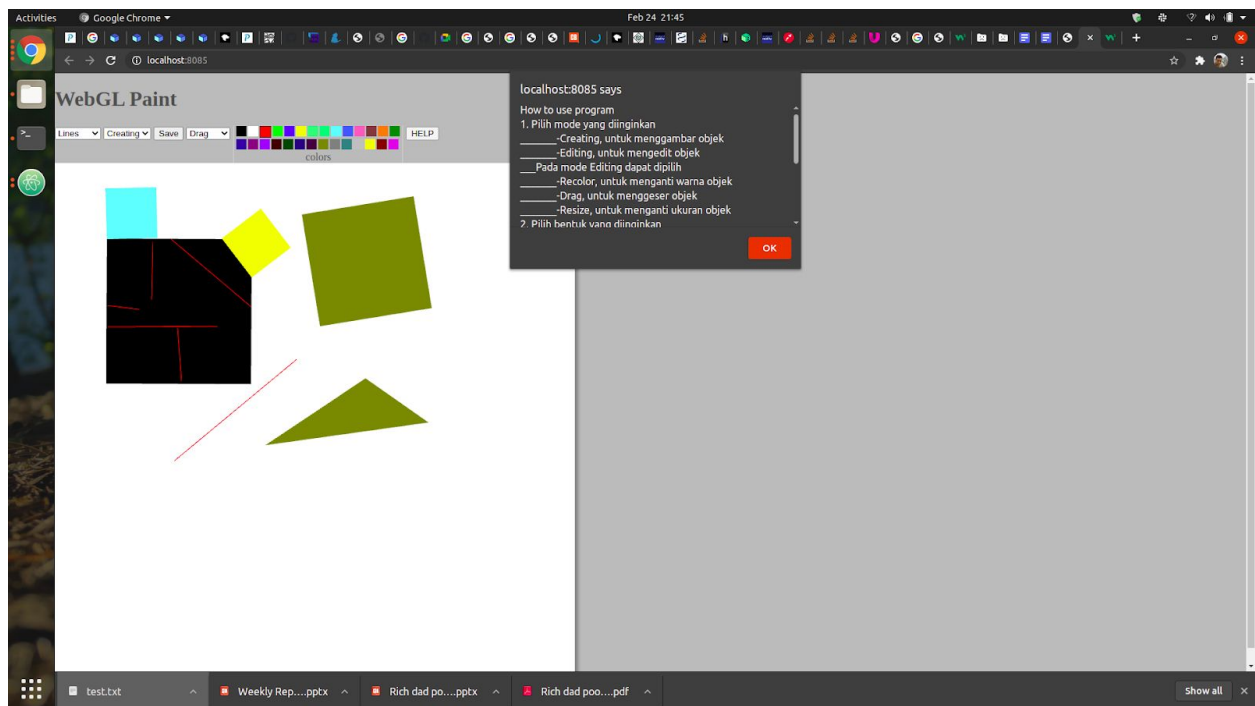 Activities Google Chrome Feb 24 21:45
localhost:8085
WebGL Paint
Lines Creating Save Drag HELP
colors
localhost:8085 says
How to use program
1. Pilih mode yang diinginkan
_______-Creating, untuk menggambar objek
_______-Editing, untuk mengedit objek
___Pada mode Editing dapat dipilih
_______-Recolor, untuk menganti warna objek
_______-Drag, untuk menggeser objek
_______-Resize, untuk menganti ukuran objek
2. Pilih bentuk yang diinginkan
OK
test.txt Weekly Rep....pptx Rich dad po....pptx Rich dad poo....pdf Show all